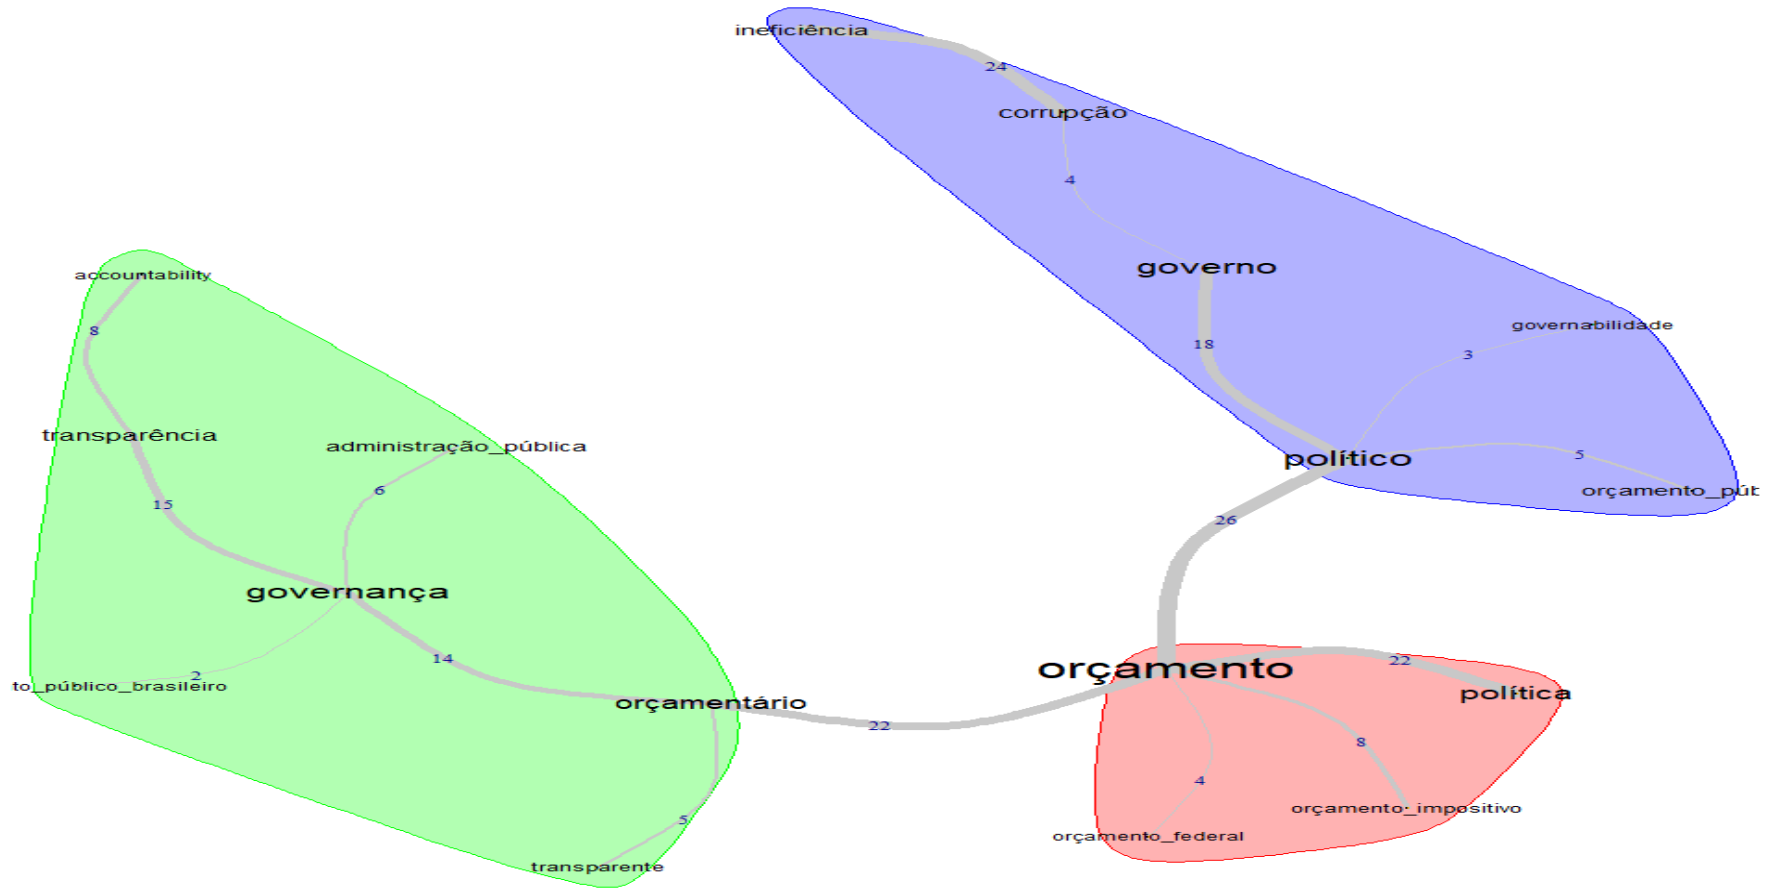 ineficiência
24
corrupção
4
governo
18
governabilidade
3
político
5
orçamento_púb
26
accountability
8
transparência
administração_pública
6
15
governança
14
2
to_público_brasileiro
orçamentário
22
orçamento
22
política
8
orçamento_impositivo
4
orçamento_federal
5
transparente